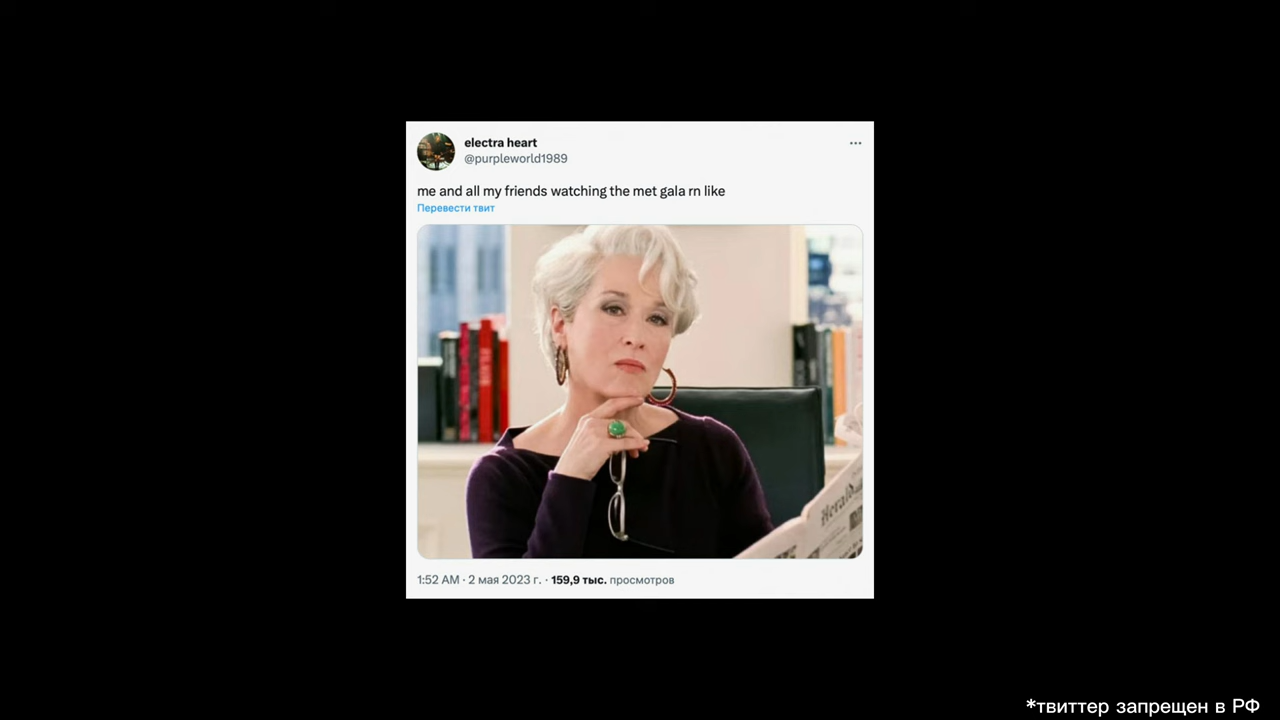 electra heart
@purpleworld1989
me and all my friends watching the met gala rn like
Перевести твит
Herald
1:52 AM · 2 мая 2023 г. · 159,9 тыс. просмотров
*твиттер запрещен в РФ